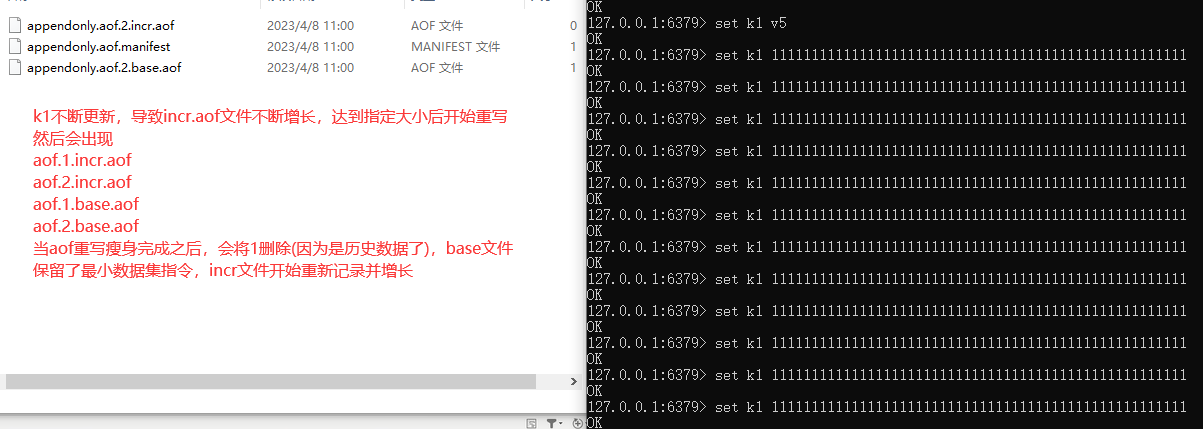 appendonly.aof.2.incr.aof 2023/4/8 11:00 AOF 文件 0
appendonly.aof.manifest 2023/4/8 11:00 MANIFEST 文件 1
appendonly.aof.2.base.aof 2023/4/8 11:00 AOF 文件 1
k1不断更新，导致incr.aof文件不断增长，达到指定大小后开始重写
然后会出现
aof.1.incr.aof
aof.2.incr.aof
aof.1.base.aof
aof.2.base.aof
当aof重写瘦身完成之后，会将1删除(因为是历史数据了)，base文件
保留了最小数据集指令，incr文件开始重新记录并增长
OK
127.0.0.1:6379> set k1 v5
OK
127.0.0.1:6379> set k1 1111111111111111111111111111111111111111111111111111
OK
127.0.0.1:6379> set k1 1111111111111111111111111111111111111111111111111111
OK
127.0.0.1:6379> set k1 1111111111111111111111111111111111111111111111111111
OK
127.0.0.1:6379> set k1 1111111111111111111111111111111111111111111111111111
OK
127.0.0.1:6379> set k1 1111111111111111111111111111111111111111111111111111
OK
127.0.0.1:6379> set k1 1111111111111111111111111111111111111111111111111111
OK
127.0.0.1:6379> set k1 1111111111111111111111111111111111111111111111111111
OK
127.0.0.1:6379> set k1 1111111111111111111111111111111111111111111111111111
OK
127.0.0.1:6379> set k1 1111111111111111111111111111111111111111111111111111
OK
127.0.0.1:6379> set k1 1111111111111111111111111111111111111111111111111111
OK
127.0.0.1:6379> set k1 1111111111111111111111111111111111111111111111111111
OK
127.0.0.1:6379> set k1 1111111111111111111111111111111111111111111111111111
OK